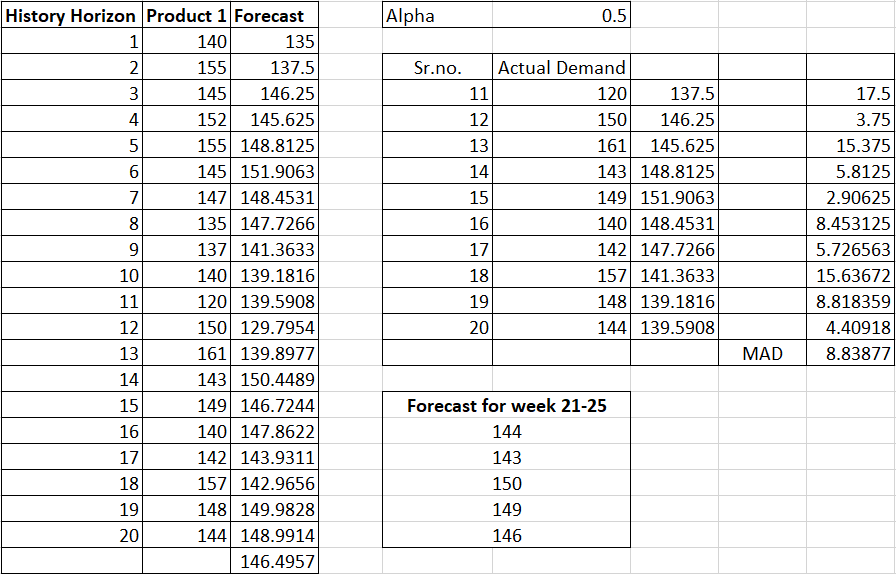 History Horizon Product 1 Forecast Alpha 0.5
1 140 135
2 155 137.5 Sr.no. Actual Demand
3 145 146.25 11 120 137.5 17.5
4 152 145.625 12 150 146.25 3.75
5 155 148.8125 13 161 145.625 15.375
6 145 151.9063 14 143 148.8125 5.8125
7 147 148.4531 15 149 151.9063 2.90625
8 135 147.7266 16 140 148.4531 8.453125
9 137 141.3633 17 142 147.7266 5.726563
10 140 139.1816 18 157 141.3633 15.63672
11 120 139.5908 19 148 139.1816 8.818359
12 150 129.7954 20 144 139.5908 4.40918
13 161 139.8977 MAD 8.83877
14 143 150.4489
15 149 146.7244 Forecast for week 21-25
16 140 147.8622 144
17 142 143.9311 143
18 157 142.9656 150
19 148 149.9828 149
20 144 148.9914 146
146.4957